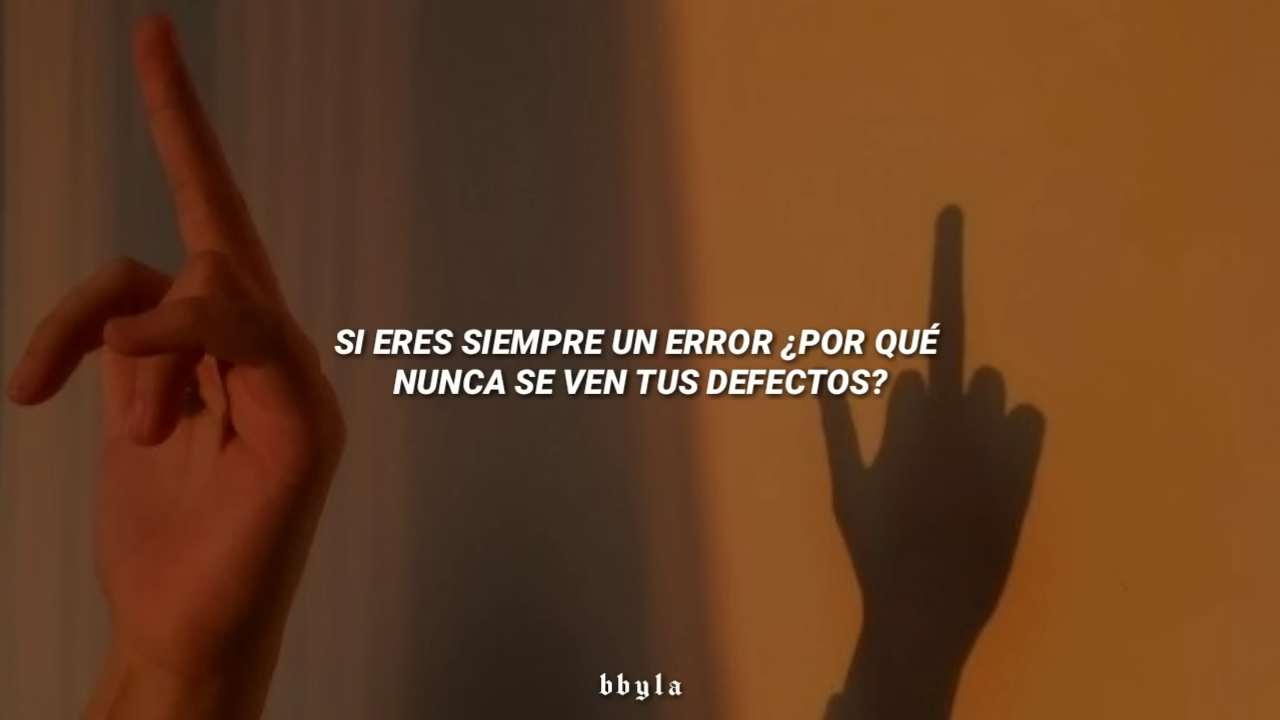 SI ERES SIEMPRE UN ERROR ¿POR QUÉ
NUNCA SE VEN TUS DEFECTOS?
bbyla